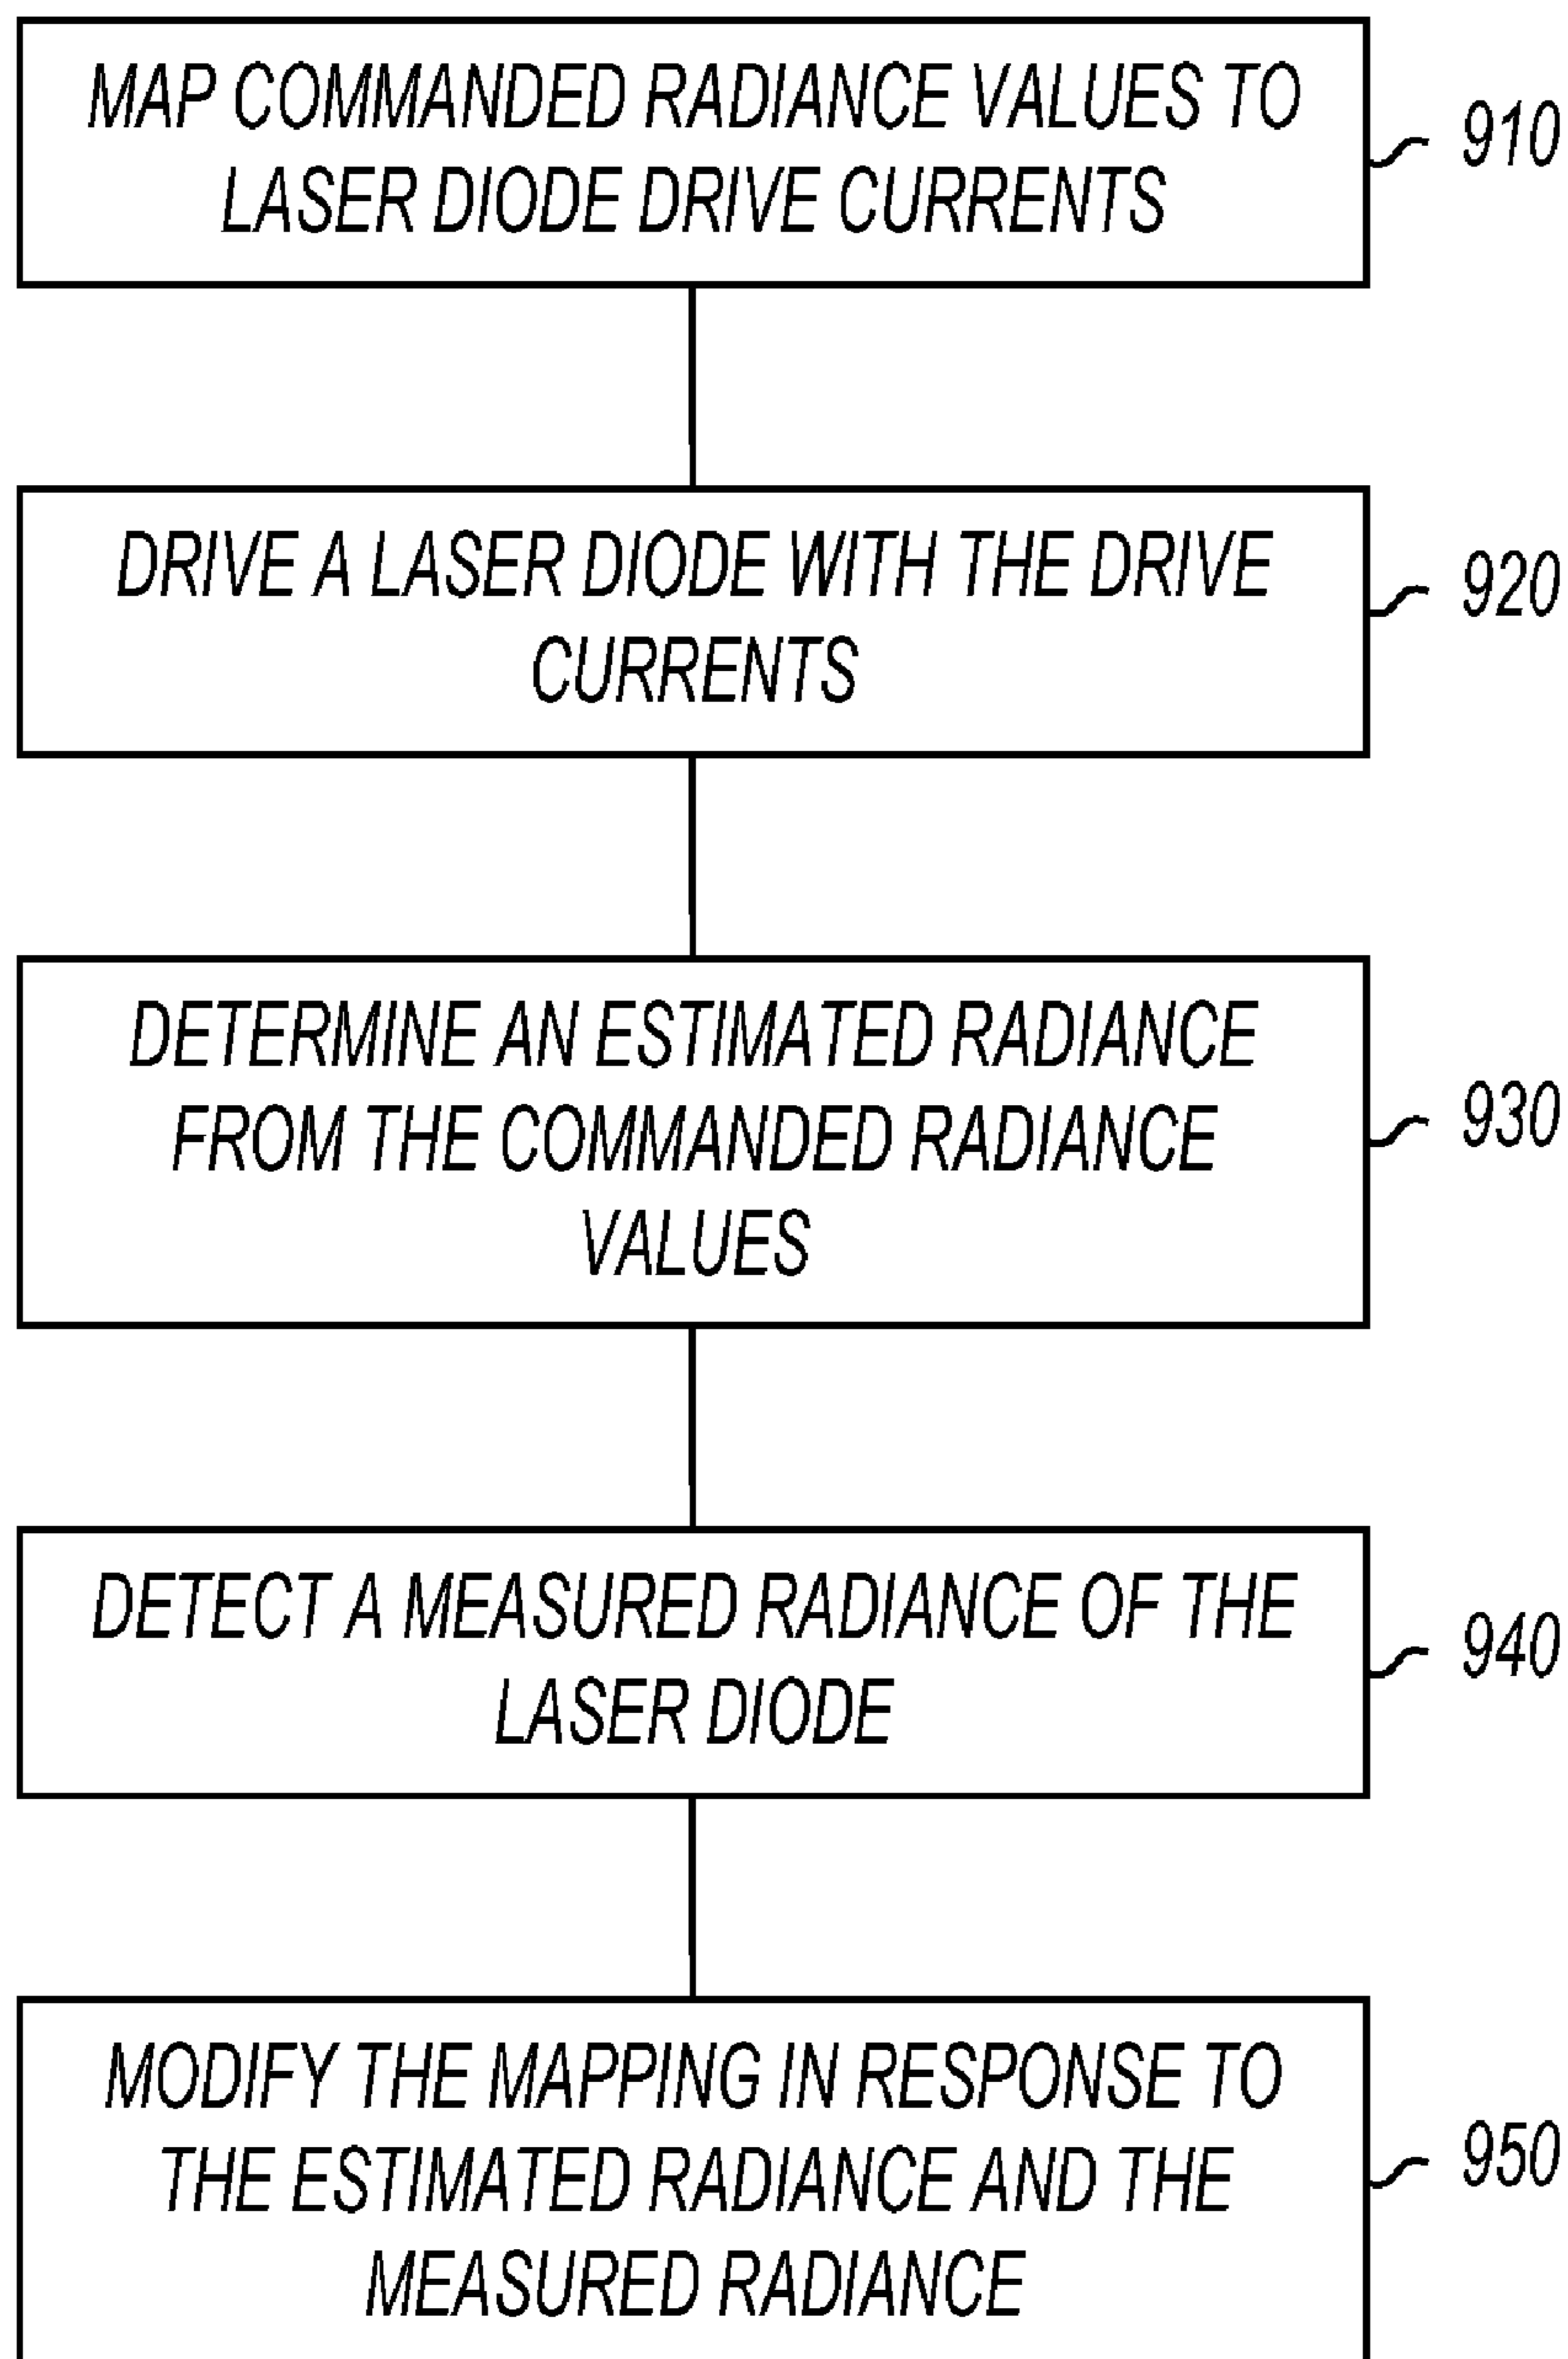 MAP COMMANDED RADIANCE VALUES TO
LASER DIODE DRIVE CURRENTS
910
DRIVE A LASER DIODE WITH THE DRIVE
CURRENTS
920
DETERMINE AN ESTIMATED RADIANCE
FROM THE COMMANDED RADIANCE
VALUES
930
DETECT A MEASURED RADIANCE OF THE
LASER DIODE
940
MODIFY THE MAPPING IN RESPONSE TO
THE ESTIMATED RADIANCE AND THE
MEASURED RADIANCE
950